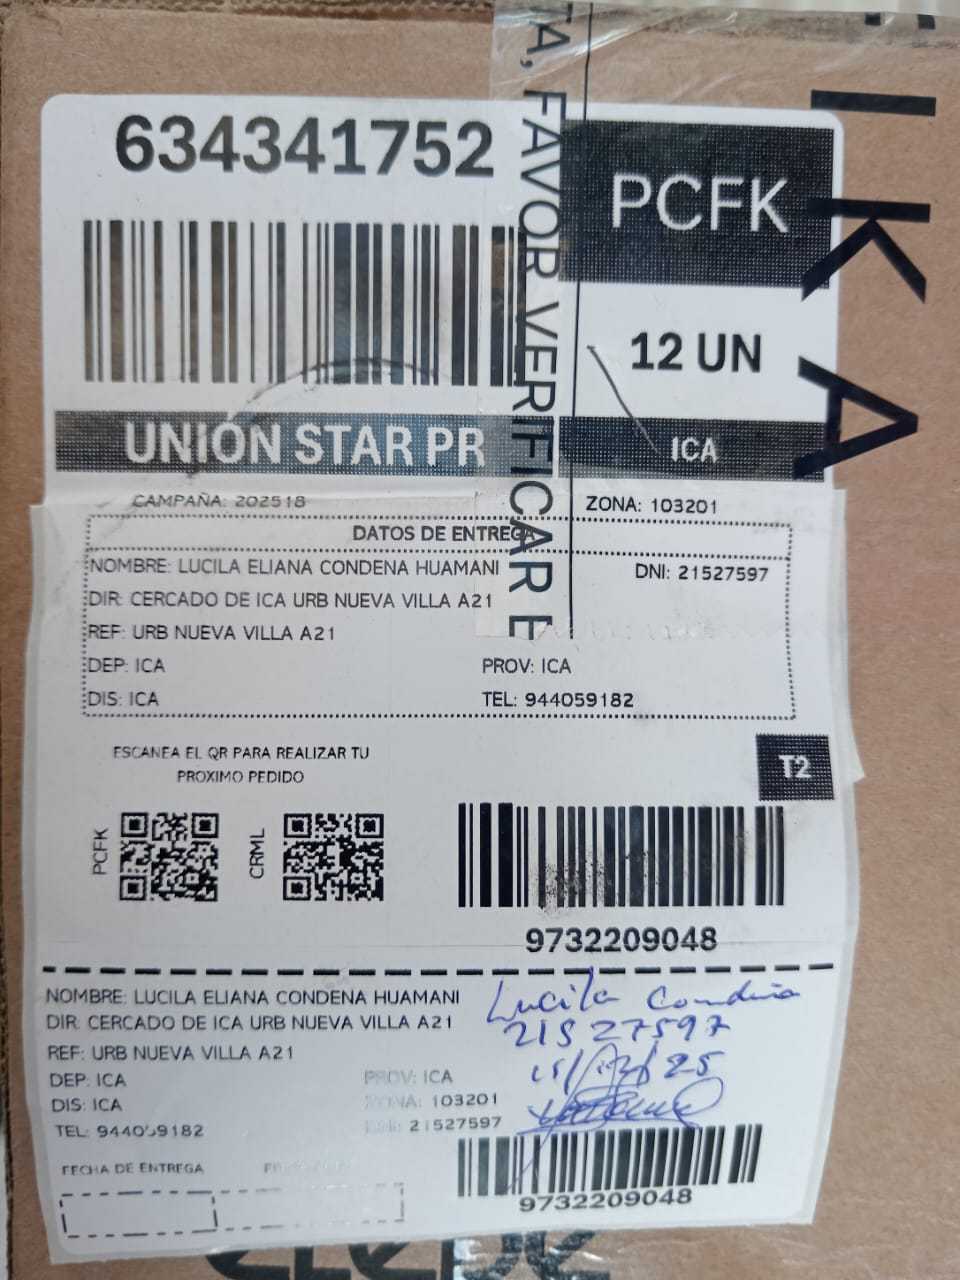 TA, FAVOR VERIFICAR E
IKA
634341752
PCFK
12 UN
UNIÓN STAR PR
ICA
CAMPAÑA: 202518
ZONA: 103201
DATOS DE ENTREGA
NOMBRE: LUCILA ELIANA CONDENA HUAMANI
DNI: 21527597
DIR: CERCADO DE ICA URB NUEVA VILLA A21
REF: URB NUEVA VILLA A21
DEP: ICA
PROV: ICA
DIS: ICA
TEL: 944059182
ESCANEA EL QR PARA REALIZAR TU
PROXIMO PEDIDO
T2
PCFK
CRML
9732209048
NOMBRE: LUCILA ELIANA CONDENA HUAMANI
DIR: CERCADO DE ICA URB NUEVA VILLA A21
REF: URB NUEVA VILLA A21
DEP: ICA
PROV: ICA
DIS: ICA
ZONA: 103201
TEL: 944059182
DNI: 21527597
Lucila Condeña
21527597
FECHA DE ENTREGA
9732209048